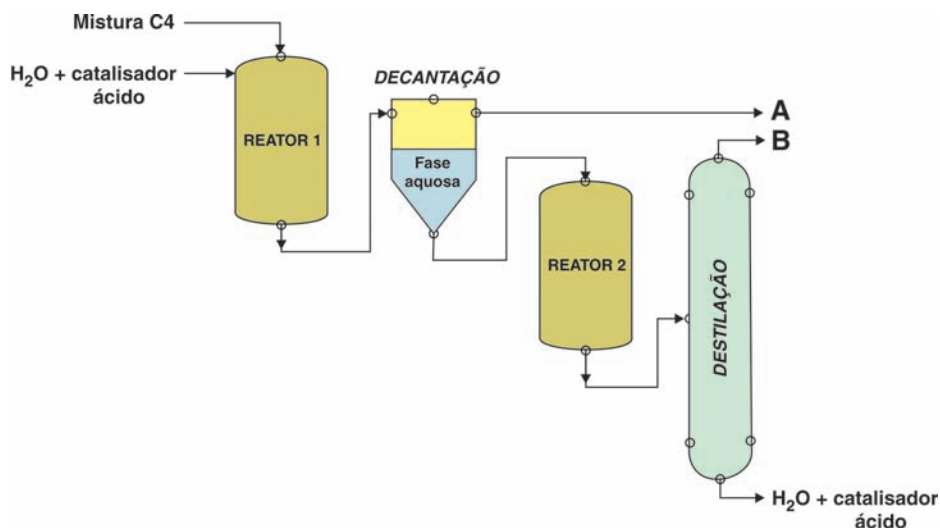 Mistura C4
H₂O + catalisador
ácido
DECANTAÇÃO
REATOR 1
Fase
aquosa
A
B
REATOR 2
DESTILAÇÃO
H₂O + catalisador
ácido